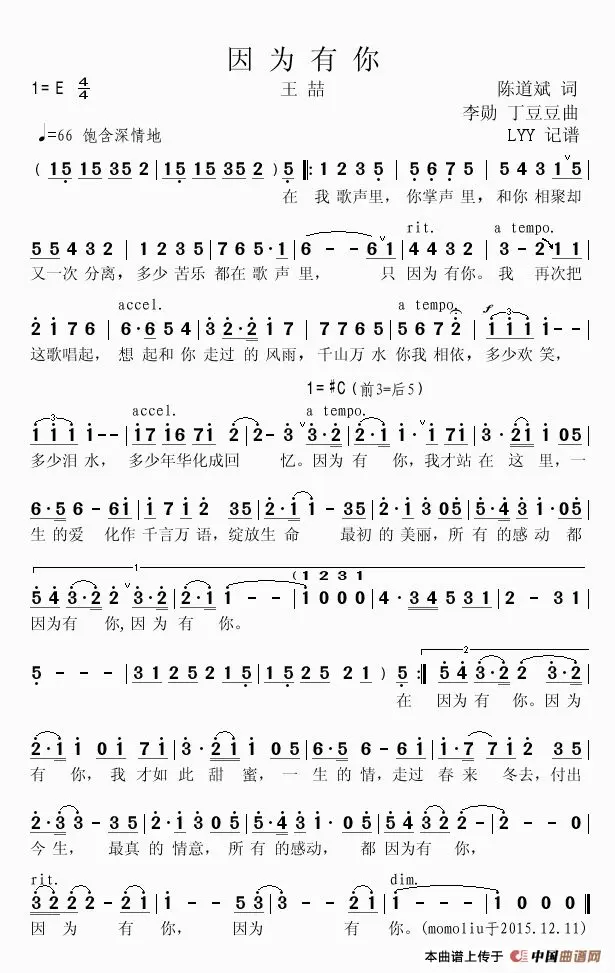 因为有你
1=E 4/4
王 喆
陈道斌 词
李勋 丁豆豆曲
♩=66 饱含深情地
LYY 记谱
(1 5 1 5 3 5 2 | 1 5 1 5 3 5 2) 5 ‖: 1 2 3 5 | 5 6 7 5 | 5 4 3 1 ∨5
在 我歌声里，你掌声里，和你相聚却
rit. a tempo.
5 5 4 3 2 | 1 2 3 5 | 7 6 5·1 | 6 - - 6 ∨1 | 4 4 3 2 | 3 - 2 1 1
又一次 分离，多少苦乐 都在歌声里， 只 因为有你。我 再次把
accel. a tempo. f
2 1 7 6 | 6·6 5 4 | 3·2·2 1 7 | 7 6 7 5 | 5 6 7 2 ∨ | 1 1 1 1 -
这歌唱起， 想 起和你 走过的风雨，千山万水你我相依，多少欢笑，
1=#C (前3=后5)
accel. a tempo.
1 1 1 1 - - | 1 7 1 6 7 1 2 | 2 - 3 ∨3·2 | 2·1 1·∨1 | 7 1 3 2 1 1 0 5
多少泪水， 多少年华化成回 忆。因为 有 你，我才站在 这里，一
6·5 6 - 6 1 | 1 7 1 2 3 5 | 2·1 1 - 3 5 | 2·1 3 0 5 | 5·4 3 1·0 5
生的爱 化作 千言万语，绽放生命 最初的美丽，所有的感动 都
1
(1 2 3 1
5 4 3·2 2 ∨3·2 | 2·1 1 - - | 1 0 0 0 | 4·3 4 5 3 1 | 2 - 3 1
因为有 你,因为 有 你。
2
5 - - - | 3 1 2 5 2 1 5 | 1 5 2 5 2 1) | 5 :‖ 5 4 3·2 2 3·2
在 因为有 你。因为
2·1 1 0 1 7 1 | 3·2 1 1 0 5 | 6·5 6 - 6 1 | 1 7 1 2 3 5
有 你，我 才如此 甜 蜜，一 生的情,走过 春来 冬去,付出
2·3 3 - 3 5 | 2·1 3 0 5 | 5·4 3 1·0 5 | 5 4 3 2 2 - | 2 - - 0
今生， 最真的情意，所有的感动， 都 因为有 你，
rit. dim.
3 2 2 2 - | 2 1 - - | 3 2 3 - - | 2 1 - - | 1 - - - | 1 0 0 0 ‖
因 为 有 你， 因为 有 你。(momoliu于2015.12.11)
本曲谱上传于 中国曲谱网